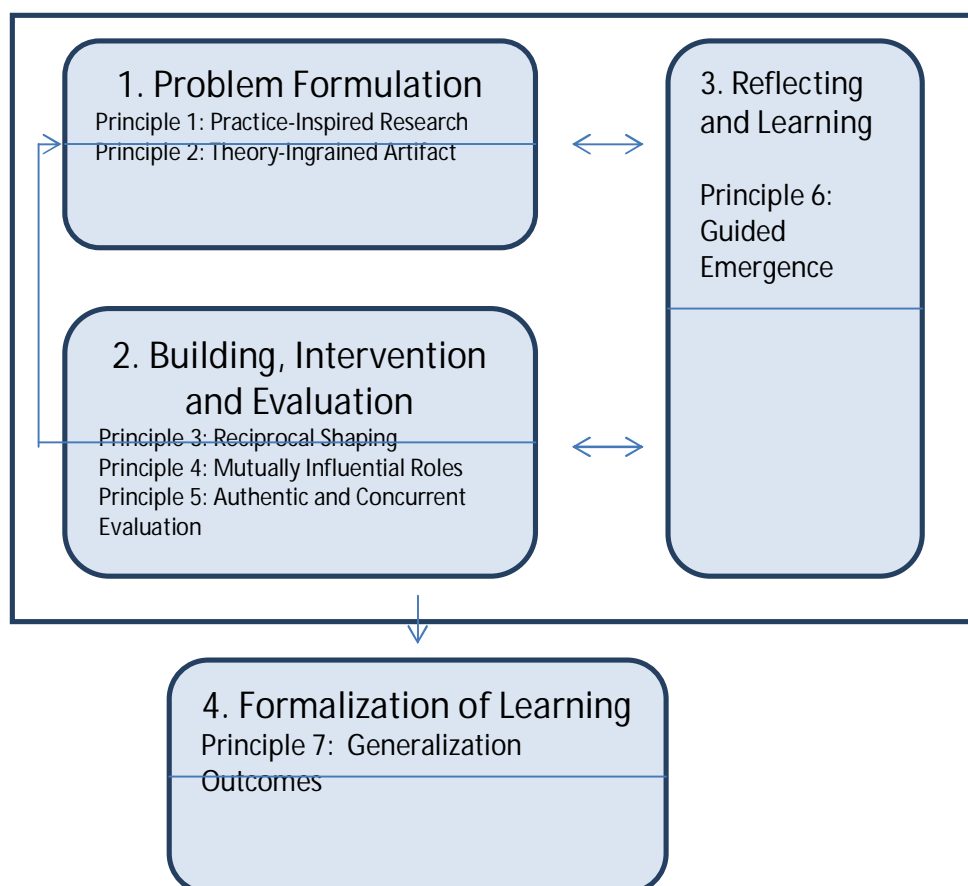 1. Problem Formulation
Principle 1: Practice-Inspired Research
Principle 2: Theory-Ingrained Artifact
2. Building, Intervention
and Evaluation
Principle 3: Reciprocal Shaping
Principle 4: Mutually Influential Roles
Principle 5: Authentic and Concurrent
Evaluation
3. Reflecting
and Learning
Principle 6:
Guided
Emergence
4. Formalization of Learning
Principle 7: Generalization
Outcomes